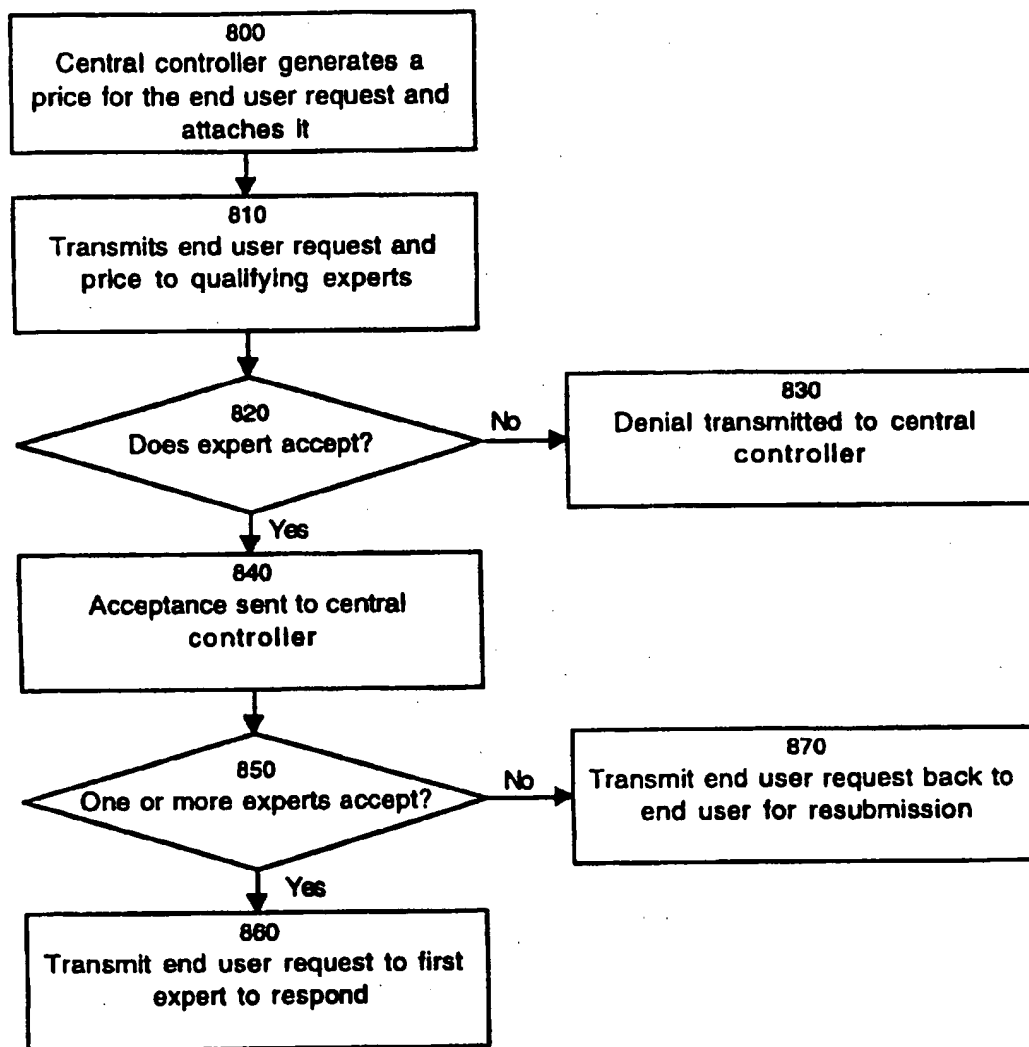 800
Central controller generates a
price for the end user request and
attaches it
810
Transmits end user request and
price to qualifying experts
820
Does expert accept?
No
830
Denial transmitted to central
controller
Yes
840
Acceptance sent to central
controller
850
One or more experts accept?
No
870
Transmit end user request back to
end user for resubmission
Yes
860
Transmit end user request to first
expert to respond